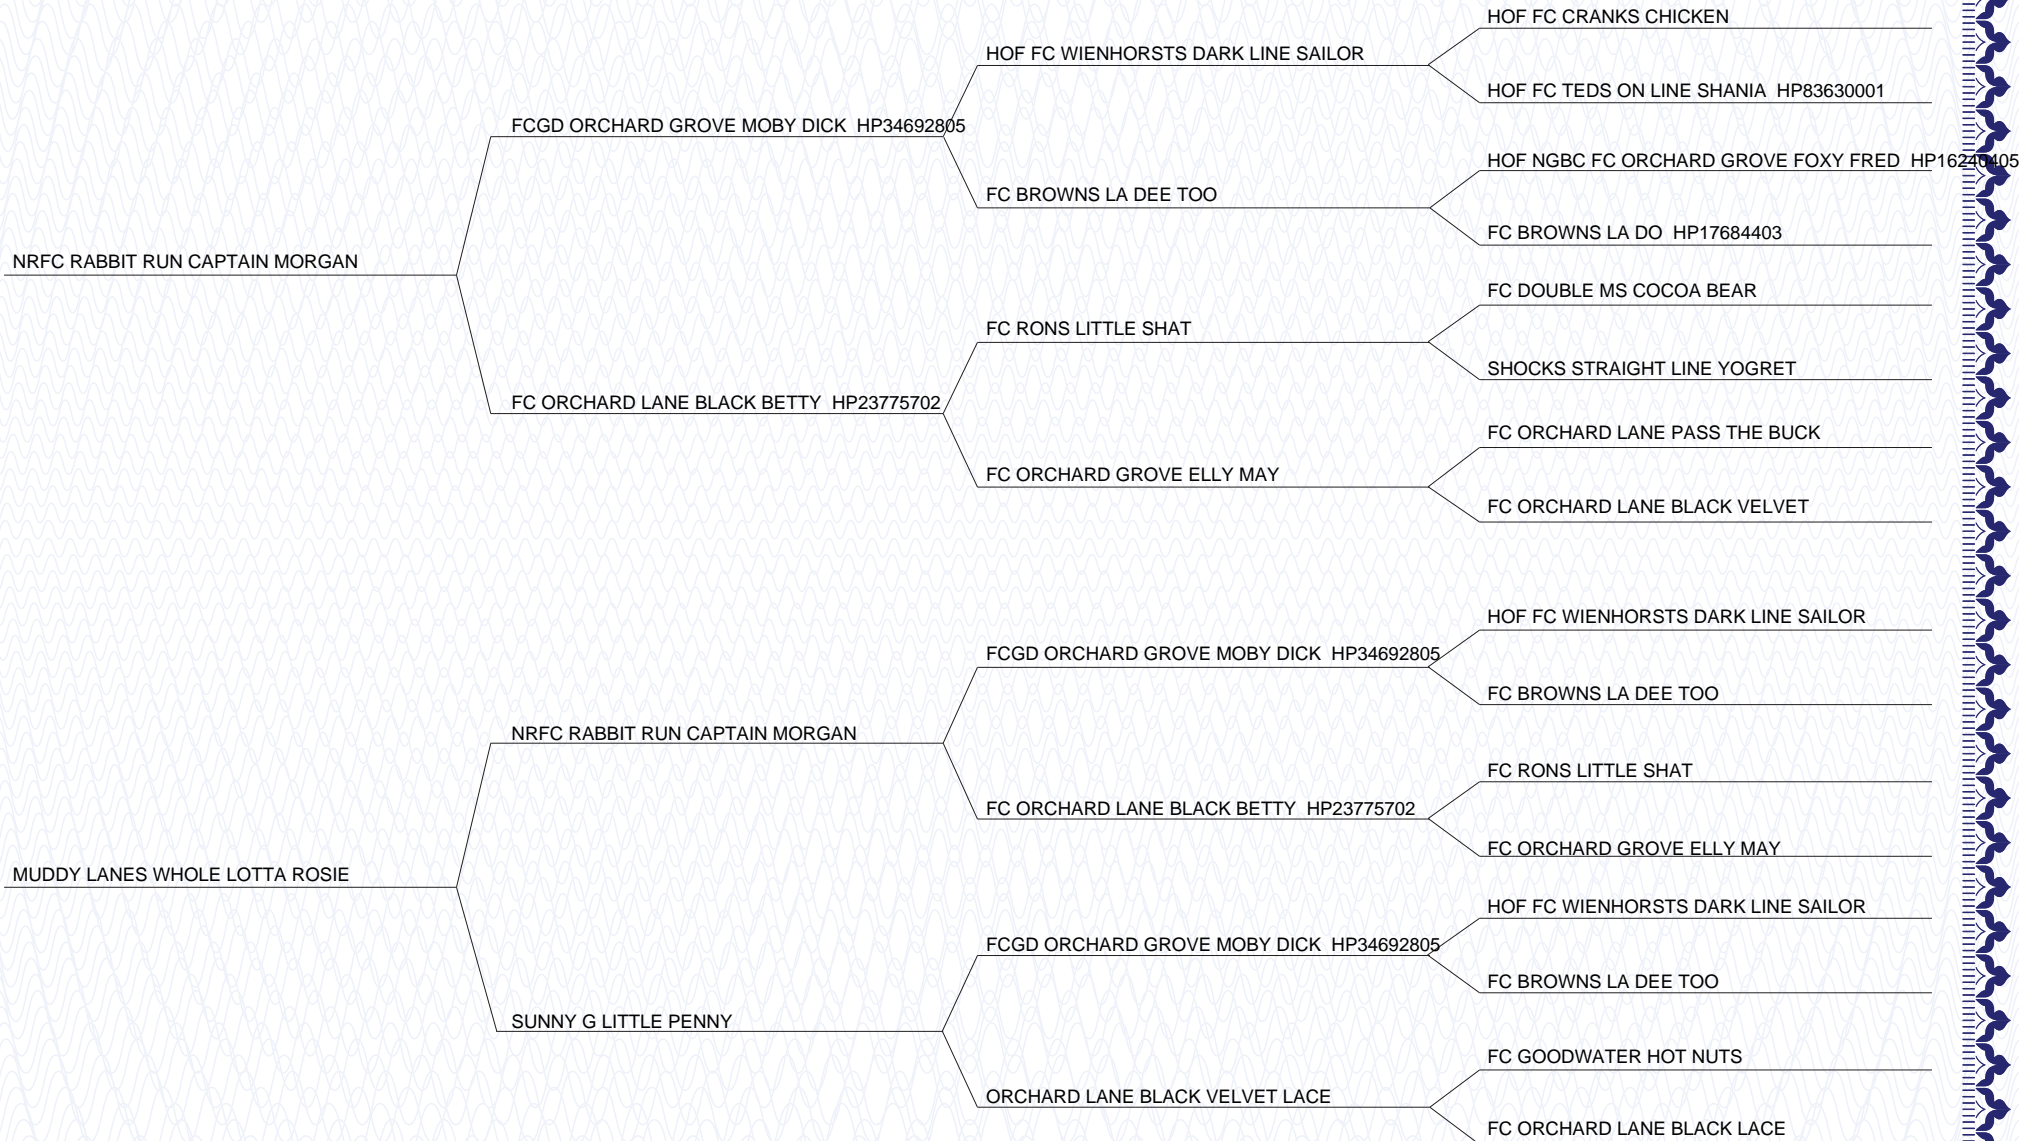 HOF FC CRANKS CHICKEN
HOF FC WIENHORSTS DARK LINE SAILOR
HOF FC TEDS ON LINE SHANIA HP83630001
FCGD ORCHARD GROVE MOBY DICK HP34692805
HOF NGBC FC ORCHARD GROVE FOXY FRED HP16240405
FC BROWNS LA DEE TOO
FC BROWNS LA DO HP17684403
NRFC RABBIT RUN CAPTAIN MORGAN
FC DOUBLE MS COCOA BEAR
FC RONS LITTLE SHAT
SHOCKS STRAIGHT LINE YOGRET
FC ORCHARD LANE BLACK BETTY HP23775702
FC ORCHARD LANE PASS THE BUCK
FC ORCHARD GROVE ELLY MAY
FC ORCHARD LANE BLACK VELVET
HOF FC WIENHORSTS DARK LINE SAILOR
FCGD ORCHARD GROVE MOBY DICK HP34692805
FC BROWNS LA DEE TOO
NRFC RABBIT RUN CAPTAIN MORGAN
FC RONS LITTLE SHAT
FC ORCHARD LANE BLACK BETTY HP23775702
FC ORCHARD GROVE ELLY MAY
MUDDY LANES WHOLE LOTTA ROSIE
HOF FC WIENHORSTS DARK LINE SAILOR
FCGD ORCHARD GROVE MOBY DICK HP34692805
FC BROWNS LA DEE TOO
SUNNY G LITTLE PENNY
FC GOODWATER HOT NUTS
ORCHARD LANE BLACK VELVET LACE
FC ORCHARD LANE BLACK LACE